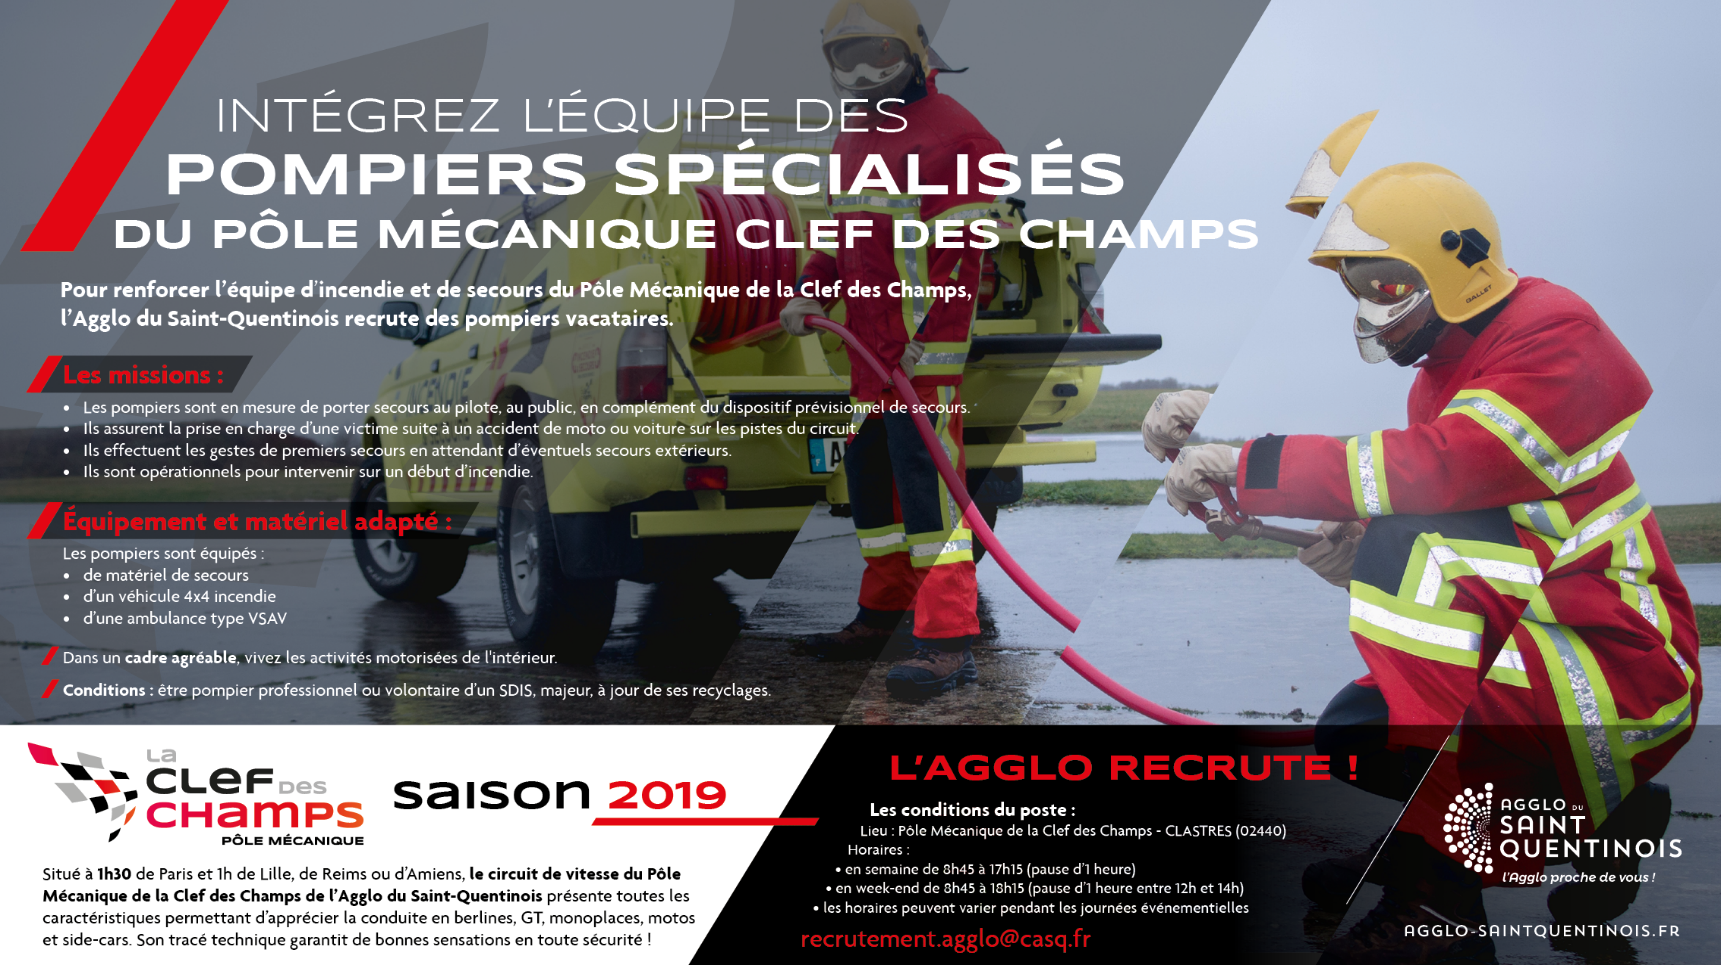 INTÉGREZ L'ÉQUIPE DES
POMPIERS SPÉCIALISÉS
DU PÔLE MÉCANIQUE CLEF DES CHAMPS
Pour renforcer l'équipe d'incendie et de secours du Pôle Mécanique de la Clef des Champs,
l'Agglo du Saint-Quentinois recrute des pompiers vacataires.
Les missions :
• Les pompiers sont en mesure de porter secours au pilote, au public, en complément du dispositif prévisionnel de secours.
• Ils assurent la prise en charge d'une victime suite à un accident de moto ou voiture sur les pistes du circuit.
• Ils effectuent les gestes de premiers secours en attendant d'éventuels secours extérieurs.
• Ils sont opérationnels pour intervenir sur un début d'incendie.
Équipement et matériel adapté :
Les pompiers sont équipés :
• de matériel de secours
• d'un véhicule 4x4 incendie
• d'une ambulance type VSAV
Dans un cadre agréable, vivez les activités motorisées de l'intérieur.
Conditions : être pompier professionnel ou volontaire d'un SDIS, majeur, à jour de ses recyclages.
GALLET
La
CLEF DES
CHAMPS
PÔLE MÉCANIQUE
saison 2019
Situé à 1h30 de Paris et 1h de Lille, de Reims ou d'Amiens, le circuit de vitesse du Pôle
Mécanique de la Clef des Champs de l'Agglo du Saint-Quentinois présente toutes les
caractéristiques permettant d'apprécier la conduite en berlines, GT, monoplaces, motos
et side-cars. Son tracé technique garantit de bonnes sensations en toute sécurité !
L'AGGLO RECRUTE !
Les conditions du poste :
Lieu : Pôle Mécanique de la Clef des Champs - CLASTRES (02440)
Horaires :
• en semaine de 8h45 à 17h15 (pause d'1 heure)
• en week-end de 8h45 à 18h15 (pause d'1 heure entre 12h et 14h)
• les horaires peuvent varier pendant les journées événementielles
recrutement.agglo@casq.fr
AGGLO DU
SAINT
QUENTINOIS
l'Agglo proche de vous !
AGGLO-SAINTQUENTINOIS.FR